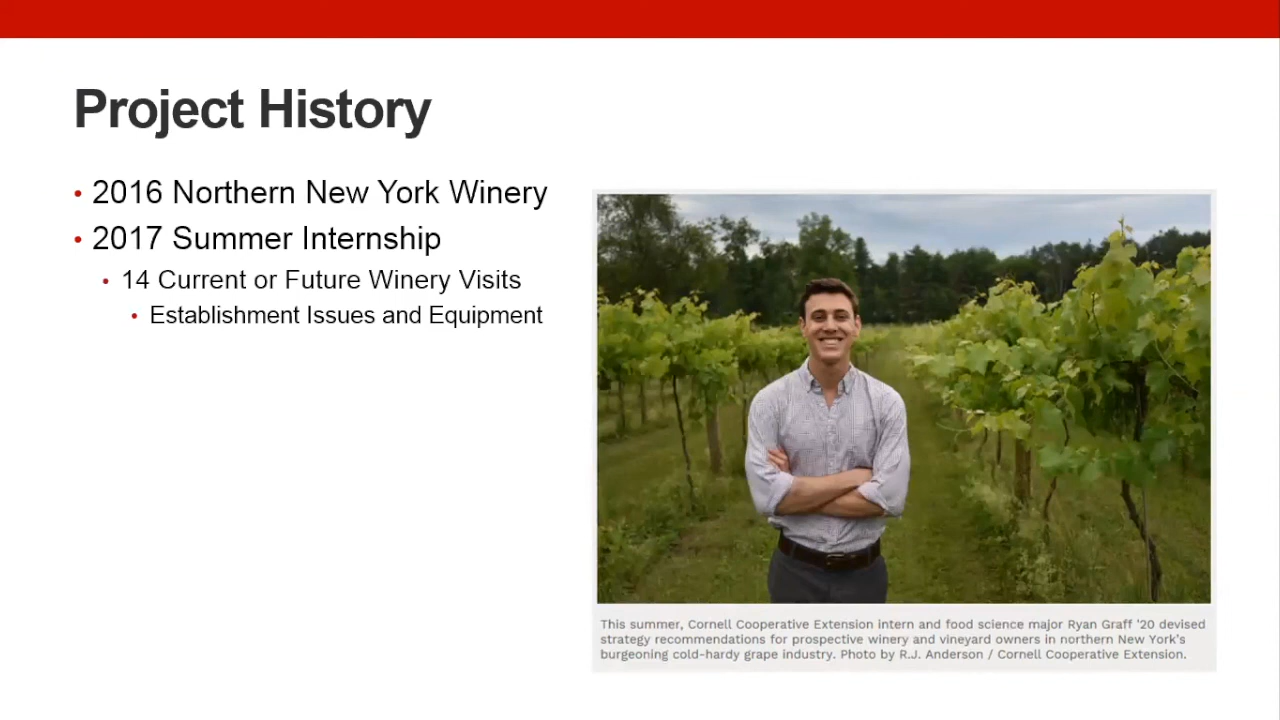 Project History
• 2016 Northern New York Winery
• 2017 Summer Internship
• 14 Current or Future Winery Visits
• Establishment Issues and Equipment
This summer, Cornell Cooperative Extension intern and food science major Ryan Graff '20 devised
strategy recommendations for prospective winery and vineyard owners in northern New York's
burgeoning cold-hardy grape industry. Photo by R.J. Anderson / Cornell Cooperative Extension.